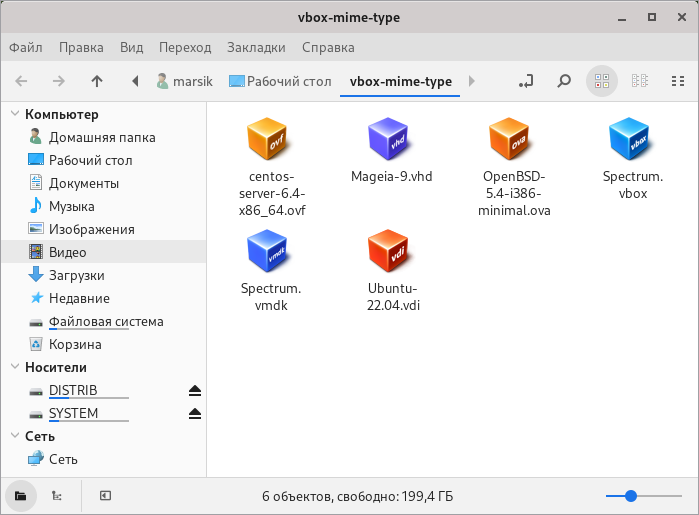 vbox-mime-type
Файл Правка Вид Переход Закладки Справка
marsik Рабочий стол vbox-mime-type
Компьютер
Домашняя папка
Рабочий стол
Документы
Музыка
Изображения
Видео
Загрузки
Недавние
Файловая система
Корзина
Носители
DISTRIB
SYSTEM
Сеть
Сеть
ovf
centos-
server-6.4-
x86_64.ovf
vhd
Mageia-9.vhd
ova
OpenBSD-
5.4-i386-
minimal.ova
vbox
Spectrum.
vbox
vmdk
Spectrum.
vmdk
vdi
Ubuntu-
22.04.vdi
6 объектов, свободно: 199,4 ГБ